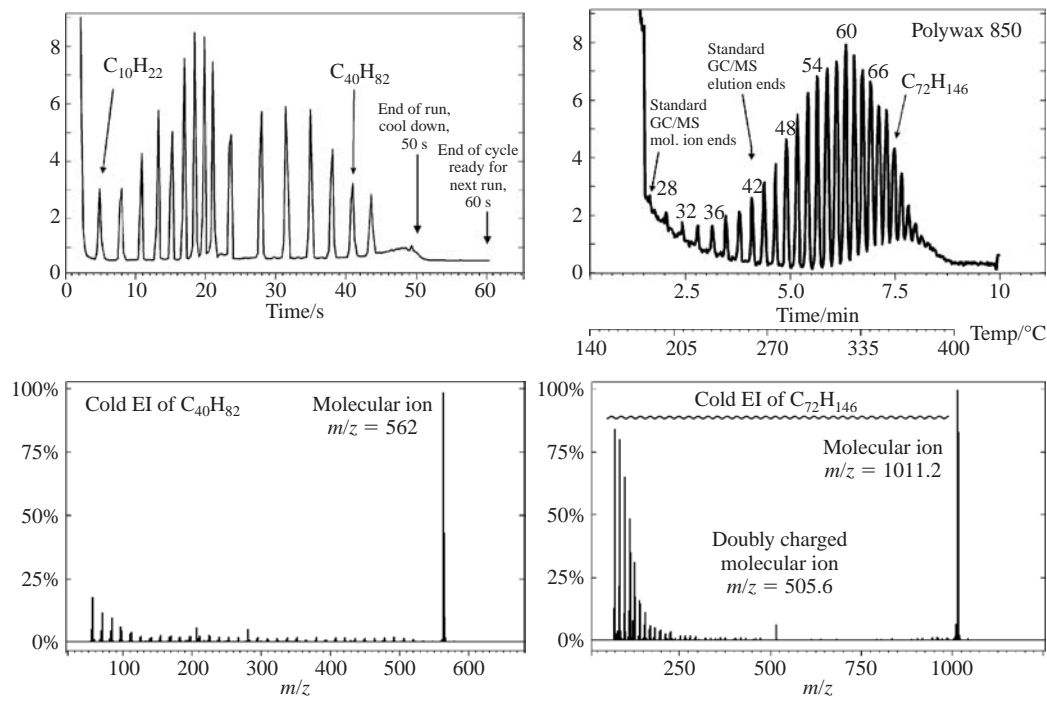 8
6
4
2
0
C10H22
C40H82
End of run,
cool down,
50 s
End of cycle
ready for
next run,
60 s
0 10 20 30 40 50 60
Time/s
8
6
4
2
0
Polywax 850
Standard
GC/MS
mol. ion ends
Standard
GC/MS
elution ends
28
32
36
42
48
54
60
66
C72H146
2.5 5.0 7.5 10
Time/min
140 205 270 335 400
Temp/°C
100%
75%
50%
25%
0%
Cold EI of C40H82
Molecular ion
m/z = 562
100 200 300 400 500 600
m/z
100%
75%
50%
25%
0%
Cold EI of C72H146
Molecular ion
m/z = 1011.2
Doubly charged
molecular ion
m/z = 505.6
250 500 750 1000
m/z